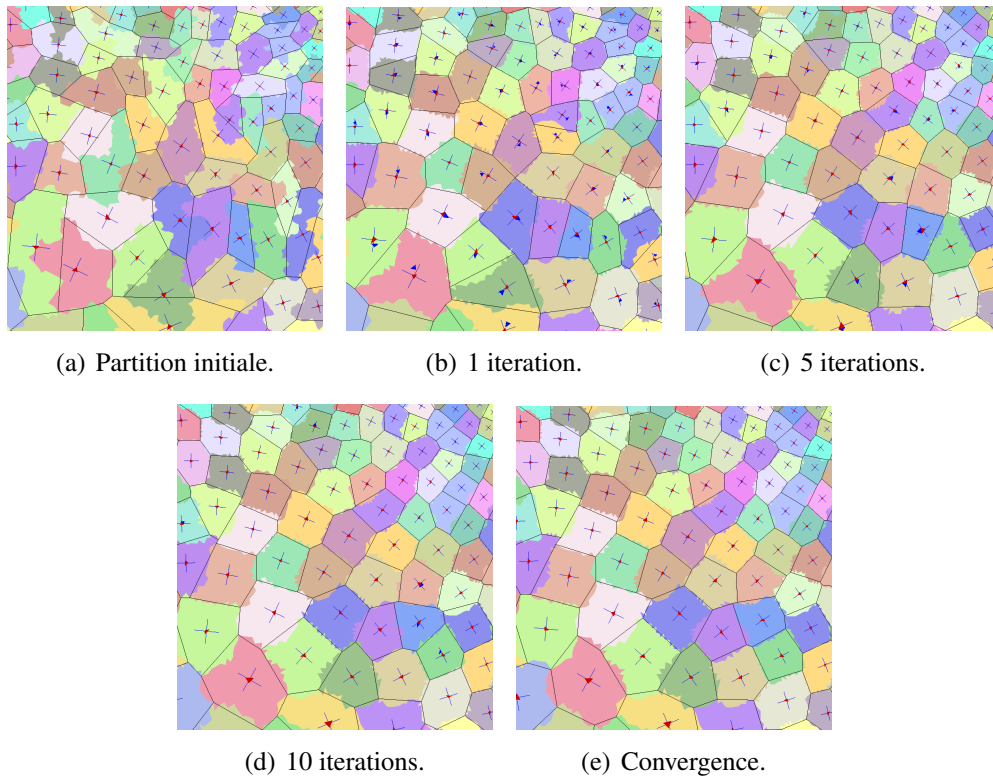 (a) Partition initiale.
(b) 1 iteration.
(c) 5 iterations.
(d) 10 iterations.
(e) Convergence.